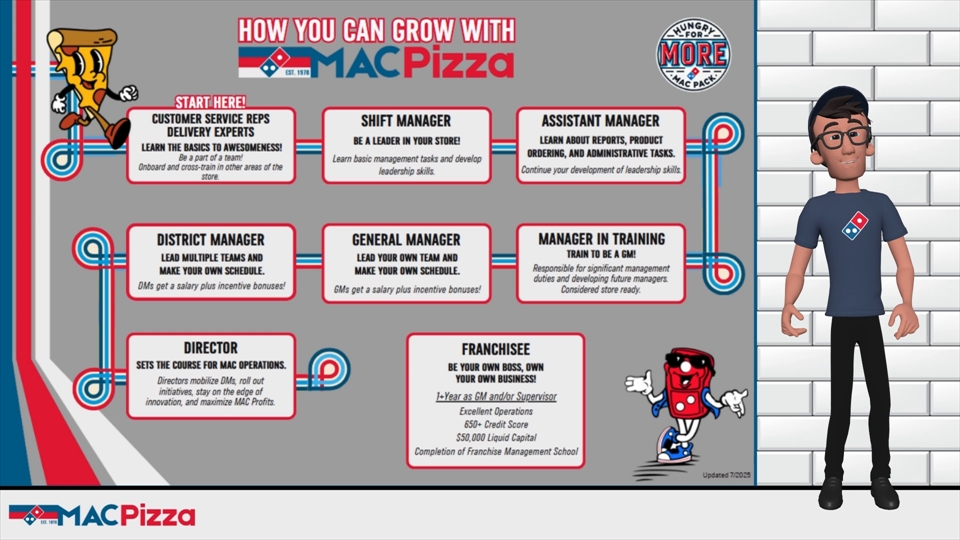 HOW YOU CAN GROW WITH
EST. 1978 MACPizza
HUNGRY
FOR
MORE
MAC PACK
START HERE!
CUSTOMER SERVICE REPS
DELIVERY EXPERTS
LEARN THE BASICS TO AWESOMENESS!
Be a part of a team!
Onboard and cross-train in other areas of the
store.
SHIFT MANAGER
BE A LEADER IN YOUR STORE!
Learn basic management tasks and develop
leadership skills.
ASSISTANT MANAGER
LEARN ABOUT REPORTS, PRODUCT
ORDERING, AND ADMINISTRATIVE TASKS.
Continue your development of leadership skills.
DISTRICT MANAGER
LEAD MULTIPLE TEAMS AND
MAKE YOUR OWN SCHEDULE.
DMs get a salary plus incentive bonuses!
GENERAL MANAGER
LEAD YOUR OWN TEAM AND
MAKE YOUR OWN SCHEDULE.
GMs get a salary plus incentive bonuses!
MANAGER IN TRAINING
TRAIN TO BE A GM!
Responsible for significant management
duties and developing future managers.
Considered store ready.
DIRECTOR
SETS THE COURSE FOR MAC OPERATIONS.
Directors mobilize DMs, roll out
initiatives, stay on the edge of
innovation, and maximize MAC Profits.
FRANCHISEE
BE YOUR OWN BOSS, OWN
YOUR OWN BUSINESS!
1+Year as GM and/or Supervisor
Excellent Operations
650+ Credit Score
$50,000 Liquid Capital
Completion of Franchise Management School
Updated 7/2025
EST. 1978 MACPizza